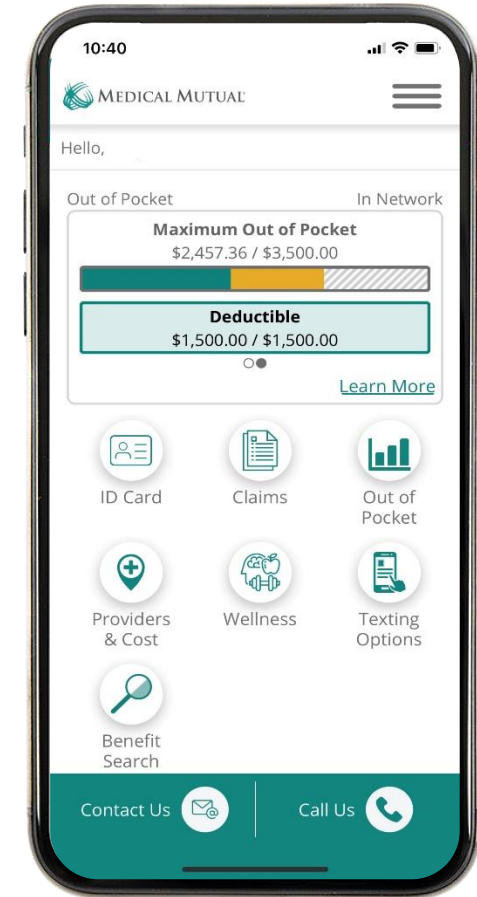 10:40
MEDICAL MUTUAL
Hello,
Out of Pocket
In Network
Maximum Out of Pocket
$2,457.36 / $3,500.00
Deductible
$1,500.00 / $1,500.00
Learn More
ID Card
Claims
Out of
Pocket
Providers
& Cost
Wellness
Texting
Options
Benefit
Search
Contact Us
Call Us